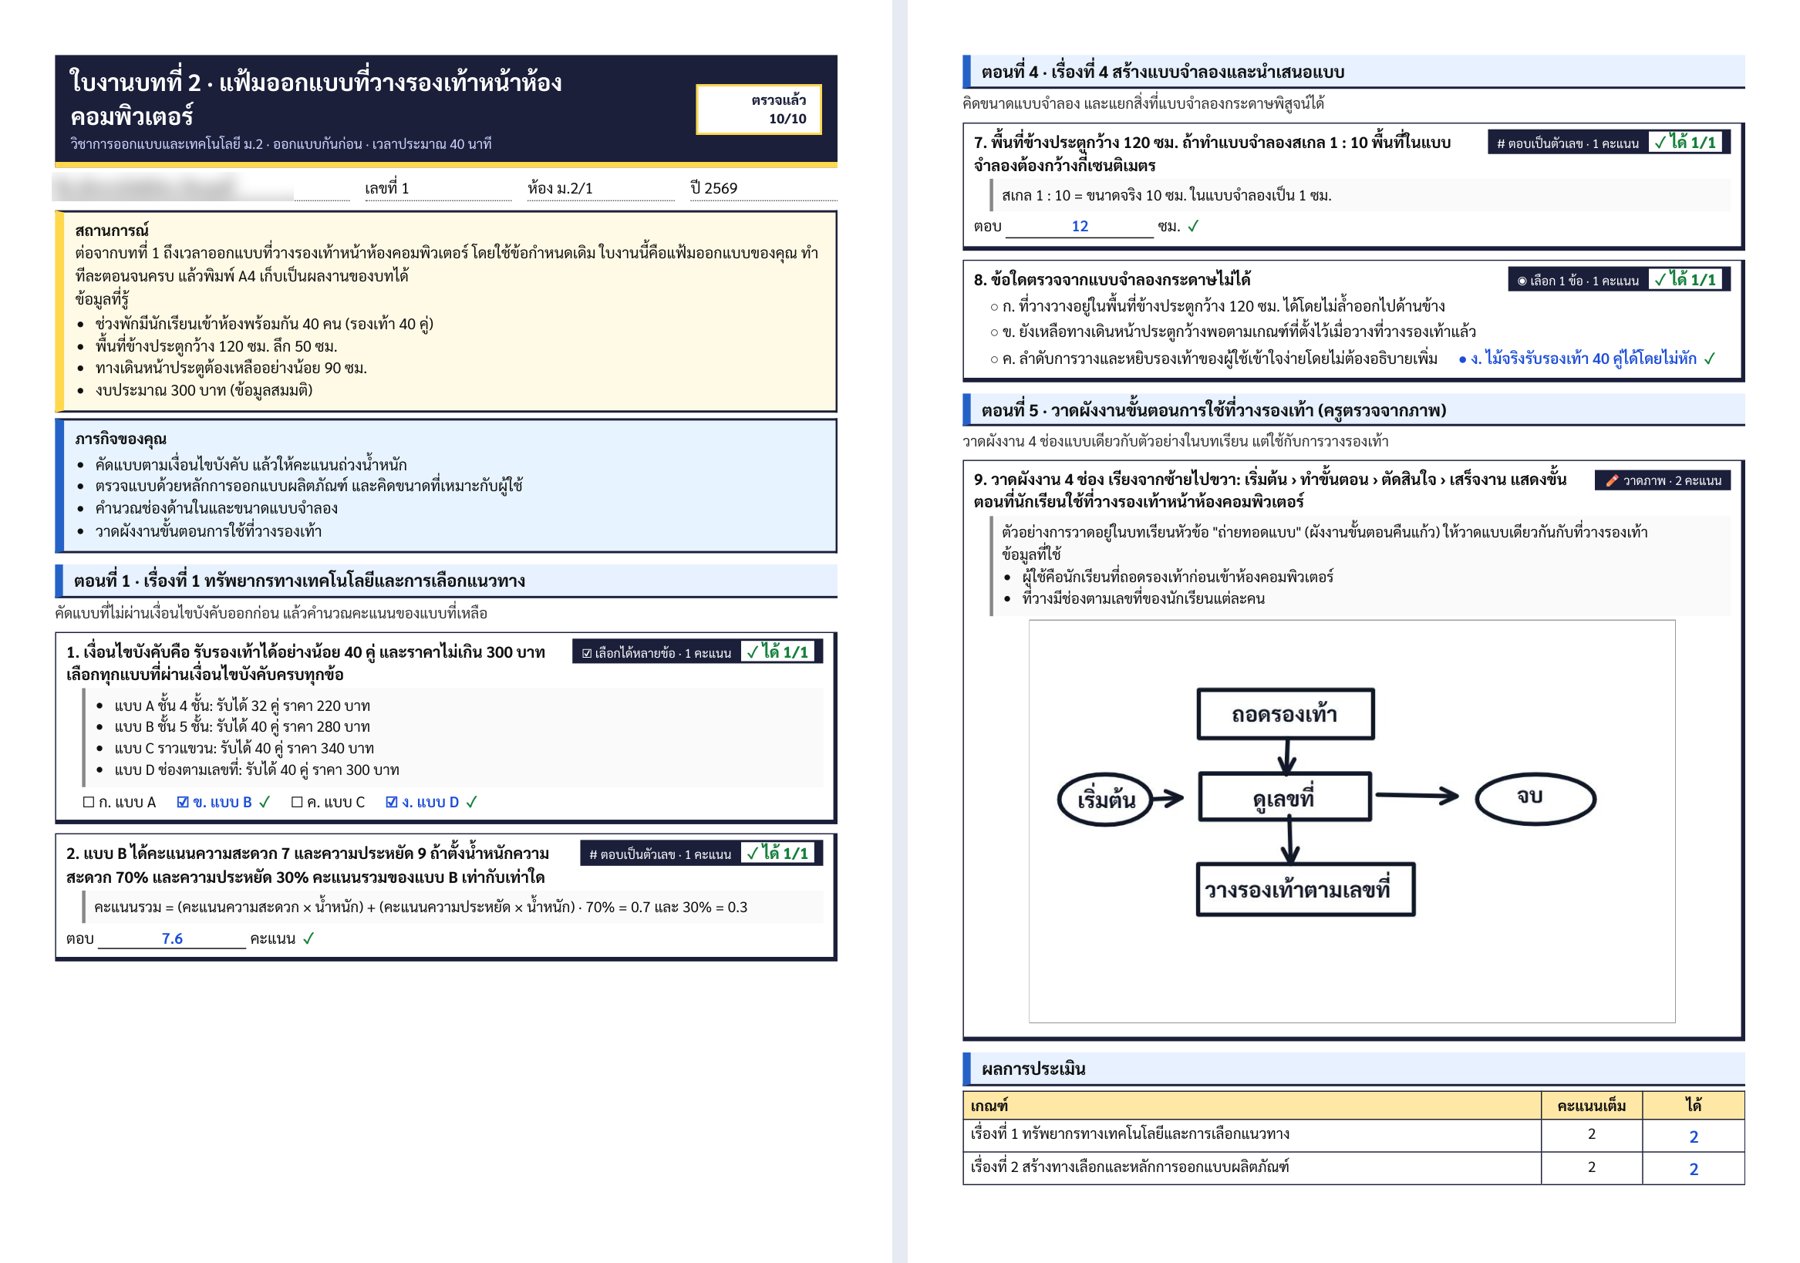 ใบงานบทที่ 2 · แฟ้มออกแบบที่วางรองเท้าหน้าห้อง
คอมพิวเตอร์
วิชาการออกแบบและเทคโนโลยี ม.2 · ออกแบบกันก่อน · เวลาประมาณ 40 นาที
ตรวจแล้ว
10/10
เลขที่ 1 ห้อง ม.2/1 ปี 2569
สถานการณ์
ต่อจากบทที่ 1 ถึงเวลาออกแบบที่วางรองเท้าหน้าห้องคอมพิวเตอร์ โดยใช้ข้อกำหนดเดิม ใบงานนี้คือแฟ้มออกแบบของคุณ ทำ
ทีละตอนจนครบ แล้วพิมพ์ A4 เก็บเป็นผลงานของบทได้
ข้อมูลที่รู้
• ช่วงพักมีนักเรียนเข้าห้องพร้อมกัน 40 คน (รองเท้า 40 คู่)
• พื้นที่ข้างประตูกว้าง 120 ซม. ลึก 50 ซม.
• ทางเดินหน้าประตูต้องเหลืออย่างน้อย 90 ซม.
• งบประมาณ 300 บาท (ข้อมูลสมมติ)
ภารกิจของคุณ
• คัดแบบตามเงื่อนไขบังคับ แล้วให้คะแนนถ่วงน้ำหนัก
• ตรวจแบบด้วยหลักการออกแบบผลิตภัณฑ์ และคิดขนาดที่เหมาะกับผู้ใช้
• คำนวณช่องด้านในและขนาดแบบจำลอง
• วาดผังงานขั้นตอนการใช้ที่วางรองเท้า
ตอนที่ 1 · เรื่องที่ 1 ทรัพยากรทางเทคโนโลยีและการเลือกแนวทาง
คัดแบบที่ไม่ผ่านเงื่อนไขบังคับออกก่อน แล้วคำนวณคะแนนของแบบที่เหลือ
1. เงื่อนไขบังคับคือ รับรองเท้าได้อย่างน้อย 40 คู่ และราคาไม่เกิน 300 บาท
เลือกทุกแบบที่ผ่านเงื่อนไขบังคับครบทุกข้อ
☑ เลือกได้หลายข้อ · 1 คะแนน ✓ ได้ 1/1
• แบบ A ชั้น 4 ชั้น: รับได้ 32 คู่ ราคา 220 บาท
• แบบ B ชั้น 5 ชั้น: รับได้ 40 คู่ ราคา 280 บาท
• แบบ C ราวแขวน: รับได้ 40 คู่ ราคา 340 บาท
• แบบ D ช่องตามเลขที่: รับได้ 40 คู่ ราคา 300 บาท
☐ ก. แบบ A ☑ ข. แบบ B ✓ ☐ ค. แบบ C ☑ ง. แบบ D ✓
2. แบบ B ได้คะแนนความสะดวก 7 และความประหยัด 9 ถ้าตั้งน้ำหนักความ
สะดวก 70% และความประหยัด 30% คะแนนรวมของแบบ B เท่ากับเท่าใด
# ตอบเป็นตัวเลข · 1 คะแนน ✓ ได้ 1/1
คะแนนรวม = (คะแนนความสะดวก × น้ำหนัก) + (คะแนนความประหยัด × น้ำหนัก) · 70% = 0.7 และ 30% = 0.3
ตอบ 7.6 คะแนน ✓
ตอนที่ 4 · เรื่องที่ 4 สร้างแบบจำลองและนำเสนอแบบ
คิดขนาดแบบจำลอง และแยกสิ่งที่แบบจำลองกระดาษพิสูจน์ได้
7. พื้นที่ข้างประตูกว้าง 120 ซม. ถ้าทำแบบจำลองสเกล 1 : 10 พื้นที่ในแบบ
จำลองต้องกว้างกี่เซนติเมตร
# ตอบเป็นตัวเลข · 1 คะแนน ✓ ได้ 1/1
สเกล 1 : 10 = ขนาดจริง 10 ซม. ในแบบจำลองเป็น 1 ซม.
ตอบ 12 ซม. ✓
8. ข้อใดตรวจจากแบบจำลองกระดาษไม่ได้
◉ เลือก 1 ข้อ · 1 คะแนน ✓ ได้ 1/1
○ ก. ที่วางวางอยู่ในพื้นที่ข้างประตูกว้าง 120 ซม. ได้โดยไม่ล้ำออกไปด้านข้าง
○ ข. ยังเหลือทางเดินหน้าประตูกว้างพอตามเกณฑ์ที่ตั้งไว้เมื่อวางที่วางรองเท้าแล้ว
○ ค. ลำดับการวางและหยิบรองเท้าของผู้ใช้เข้าใจง่ายโดยไม่ต้องอธิบายเพิ่ม ● ง. ไม้จริงรับรองเท้า 40 คู่ได้โดยไม่หัก ✓
ตอนที่ 5 · วาดผังงานขั้นตอนการใช้ที่วางรองเท้า (ครูตรวจจากภาพ)
วาดผังงาน 4 ช่องแบบเดียวกับตัวอย่างในบทเรียน แต่ใช้กับการวางรองเท้า
9. วาดผังงาน 4 ช่อง เรียงจากซ้ายไปขวา: เริ่มต้น › ทำขั้นตอน › ตัดสินใจ › เสร็จงาน แสดงขั้น
ตอนที่นักเรียนใช้ที่วางรองเท้าหน้าห้องคอมพิวเตอร์
วาดภาพ · 2 คะแนน
ตัวอย่างการวาดอยู่ในบทเรียนหัวข้อ "ถ่ายทอดแบบ" (ผังงานขั้นตอนคืนแก้ว) ให้วาดแบบเดียวกันกับที่วางรองเท้า
ข้อมูลที่ใช้
• ผู้ใช้คือนักเรียนที่ถอดรองเท้าก่อนเข้าห้องคอมพิวเตอร์
• ที่วางมีช่องตามเลขที่ของนักเรียนแต่ละคน
ถอดรองเท้า
เริ่มต้น ดูเลขที่ จบ
วางรองเท้าตามเลขที่
ผลการประเมิน
เกณฑ์ คะแนนเต็ม ได้
เรื่องที่ 1 ทรัพยากรทางเทคโนโลยีและการเลือกแนวทาง 2 2
เรื่องที่ 2 สร้างทางเลือกและหลักการออกแบบผลิตภัณฑ์ 2 2